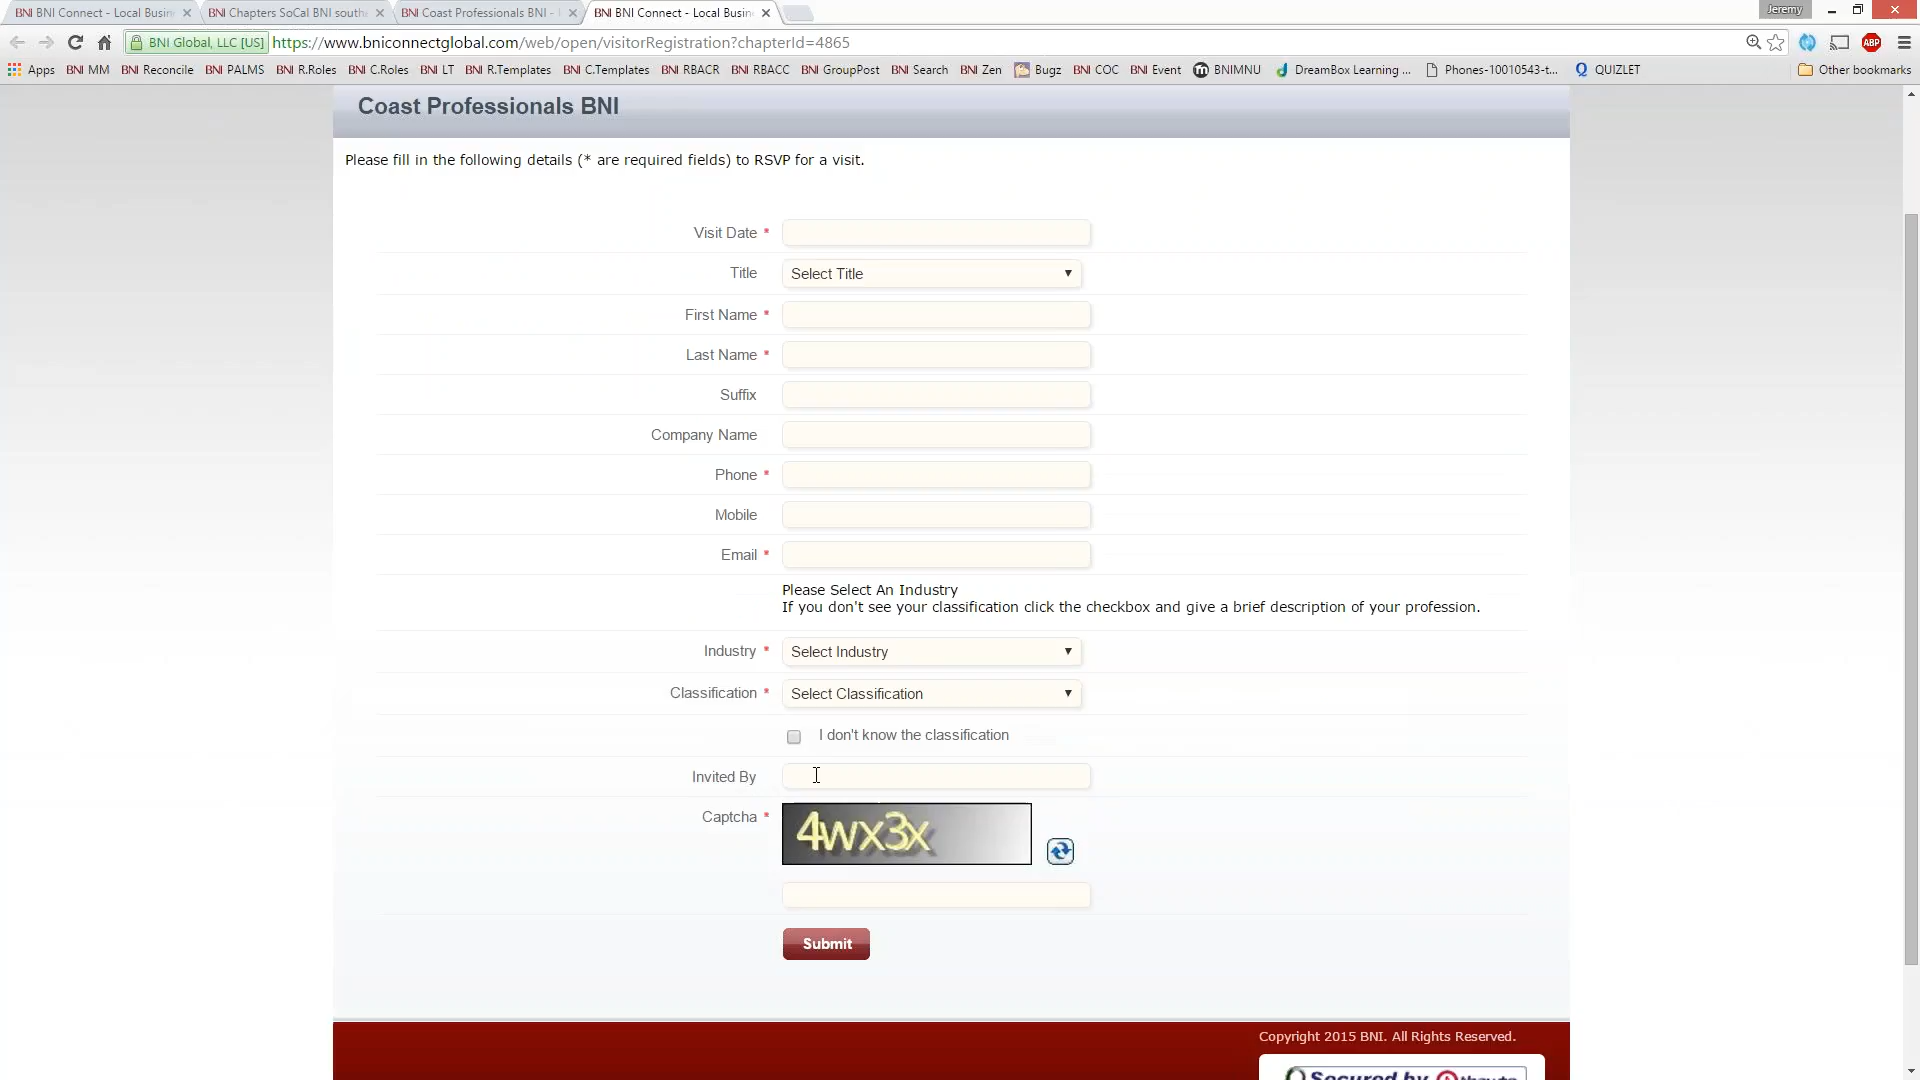 BNI BNI Connect - Local Busin
BNI Chapters SoCal BNI south
BNI Coast Professionals BNI -
BNI BNI Connect - Local Busin
Jeremy
BNI Global, LLC [US] https://www.bniconnectglobal.com/web/open/visitorRegistration?chapterId=4865
ABP
Apps BNI MM BNI Reconcile BNI PALMS BNI R.Roles BNI C.Roles BNI LT BNI R.Templates BNI C.Templates BNI RBACR BNI RBACC BNI GroupPost BNI Search BNI Zen Bugz BNI COC BNI Event m BNIMNU DreamBox Learning ... Phones-10010543-t... Q QUIZLET Other bookmarks
Coast Professionals BNI
Please fill in the following details (* are required fields) to RSVP for a visit.
Visit Date *
Title Select Title
First Name *
Last Name *
Suffix
Company Name
Phone *
Mobile
Email *
Please Select An Industry
If you don't see your classification click the checkbox and give a brief description of your profession.
Industry * Select Industry
Classification * Select Classification
I don't know the classification
Invited By
Captcha * 4wx3x
Submit
Copyright 2015 BNI. All Rights Reserved.
Secured by thawte